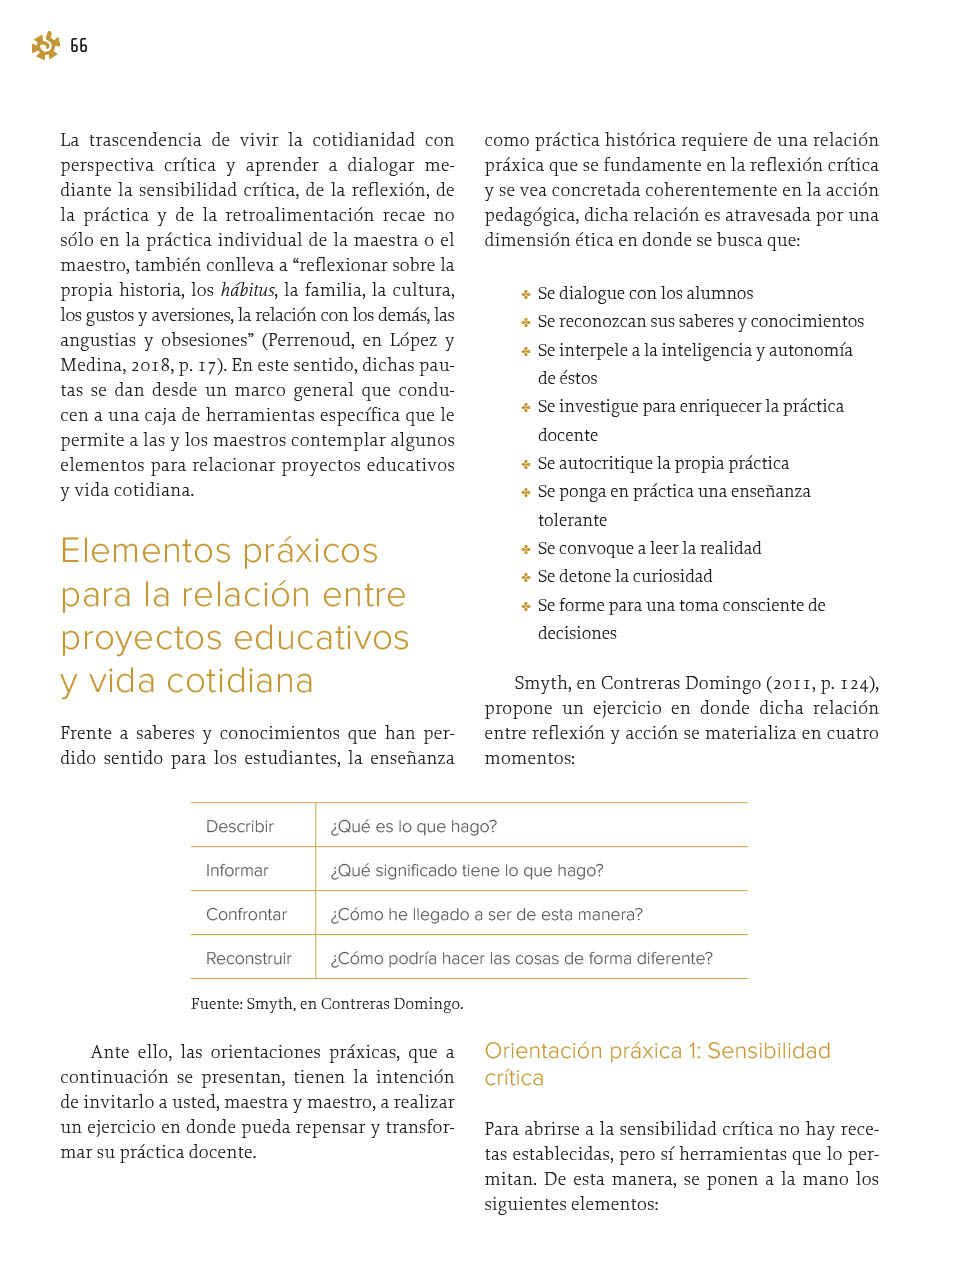 66
La trascendencia de vivir la cotidianidad con
perspectiva crítica y aprender a dialogar me-
diante la sensibilidad crítica, de la reflexión, de
la práctica y de la retroalimentación recae no
sólo en la práctica individual de la maestra o el
maestro, también conlleva a “reflexionar sobre la
propia historia, los hábitus, la familia, la cultura,
los gustos y aversiones, la relación con los demás, las
angustias y obsesiones” (Perrenoud, en López y
Medina, 2018, p. 17). En este sentido, dichas pau-
tas se dan desde un marco general que condu-
cen a una caja de herramientas específica que le
permite a las y los maestros contemplar algunos
elementos para relacionar proyectos educativos
y vida cotidiana.
Elementos práxicos
para la relación entre
proyectos educativos
y vida cotidiana
Frente a saberes y conocimientos que han per-
dido sentido para los estudiantes, la enseñanza
como práctica histórica requiere de una relación
práxica que se fundamente en la reflexión crítica
y se vea concretada coherentemente en la acción
pedagógica, dicha relación es atravesada por una
dimensión ética en donde se busca que:
✤ Se dialogue con los alumnos
✤ Se reconozcan sus saberes y conocimientos
✤ Se interpele a la inteligencia y autonomía
de éstos
✤ Se investigue para enriquecer la práctica
docente
✤ Se autocritique la propia práctica
✤ Se ponga en práctica una enseñanza
tolerante
✤ Se convoque a leer la realidad
✤ Se detone la curiosidad
✤ Se forme para una toma consciente de
decisiones
Smyth, en Contreras Domingo (2011, p. 124),
propone un ejercicio en donde dicha relación
entre reflexión y acción se materializa en cuatro
momentos:
Describir ¿Qué es lo que hago?
Informar ¿Qué significado tiene lo que hago?
Confrontar ¿Cómo he llegado a ser de esta manera?
Reconstruir ¿Cómo podría hacer las cosas de forma diferente?
Fuente: Smyth, en Contreras Domingo.
Ante ello, las orientaciones práxicas, que a
continuación se presentan, tienen la intención
de invitarlo a usted, maestra y maestro, a realizar
un ejercicio en donde pueda repensar y transfor-
mar su práctica docente.
Orientación práxica 1: Sensibilidad
crítica
Para abrirse a la sensibilidad crítica no hay rece-
tas establecidas, pero sí herramientas que lo per-
mitan. De esta manera, se ponen a la mano los
siguientes elementos: